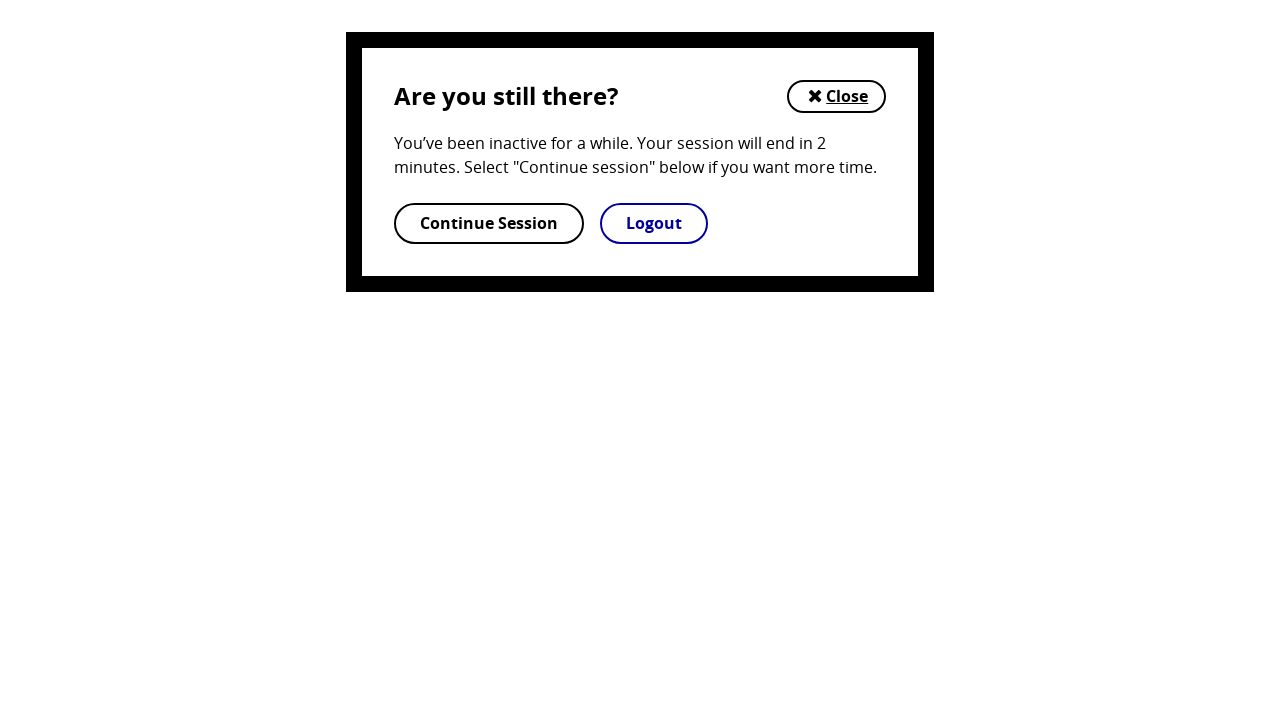 Are you still there?
✖ Close
You’ve been inactive for a while. Your session will end in 2
minutes. Select "Continue session" below if you want more time.
Continue Session
Logout